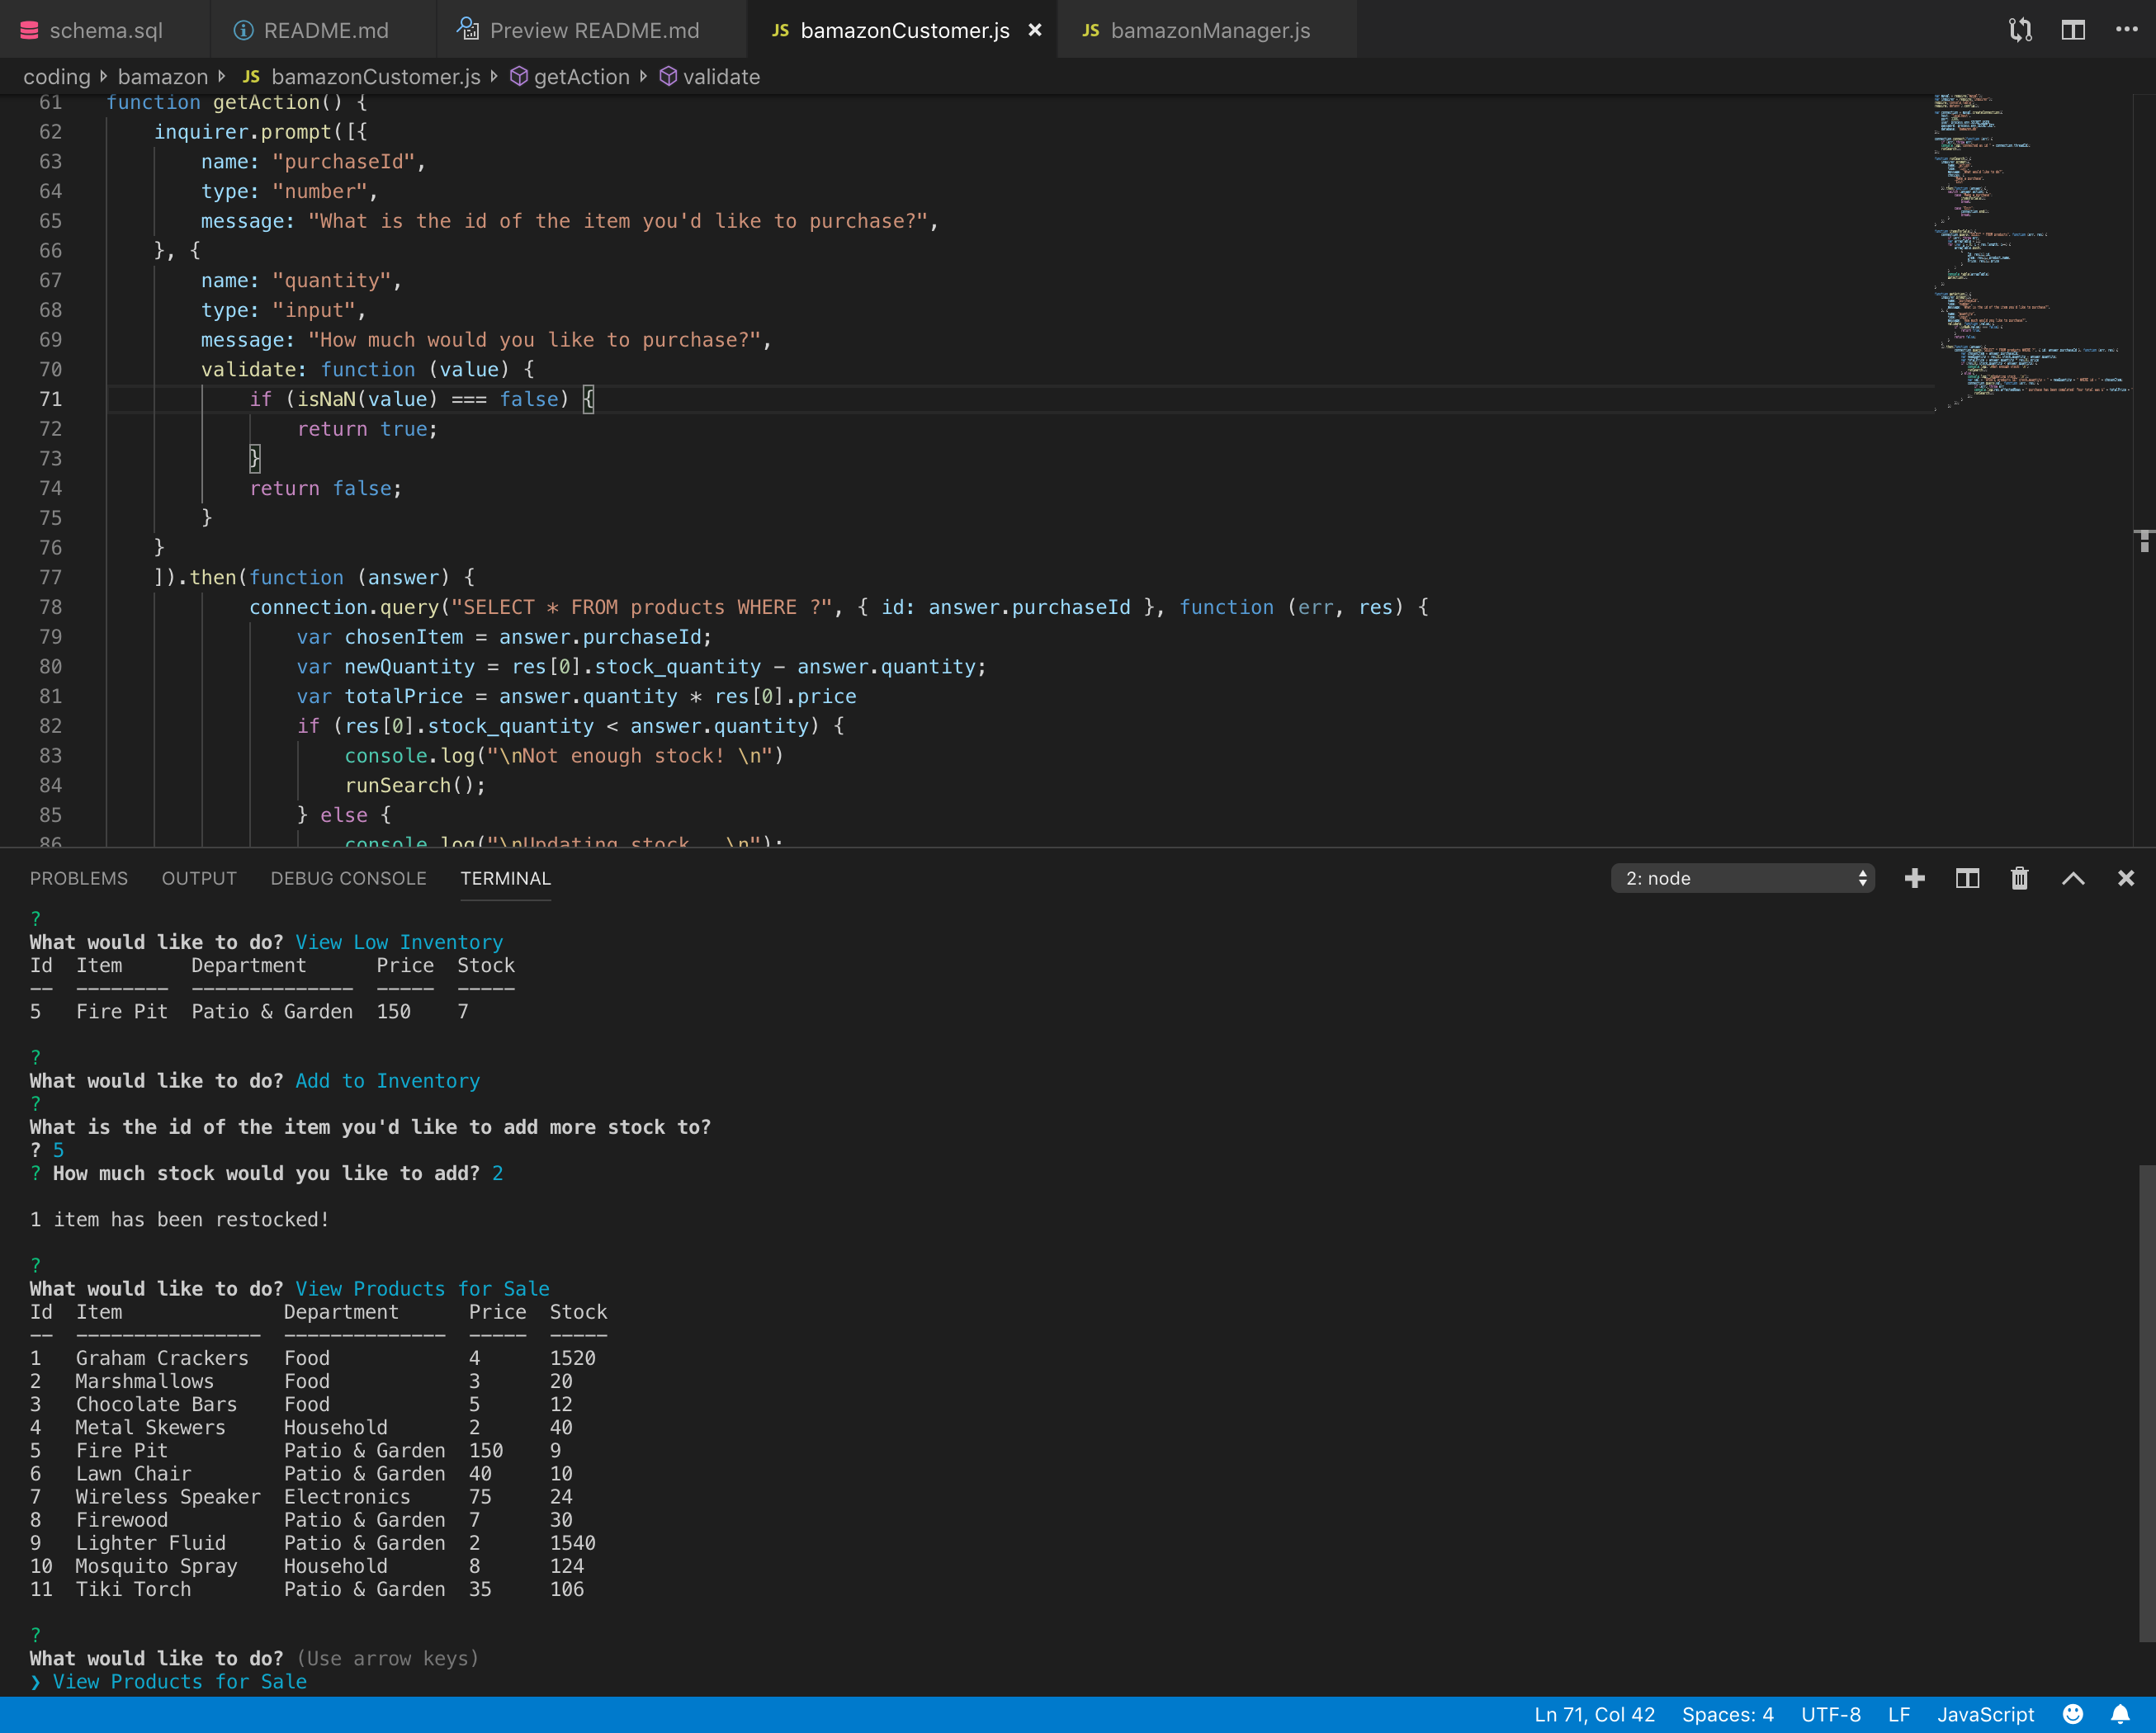 schema.sql README.md Preview README.md JS bamazonCustomer.js JS bamazonManager.js
coding bamazon JS bamazonCustomer.js getAction validate
61 function getAction() {
62 inquirer.prompt([{
63 name: "purchaseId",
64 type: "number",
65 message: "What is the id of the item you'd like to purchase?",
66 }, {
67 name: "quantity",
68 type: "input",
69 message: "How much would you like to purchase?",
70 validate: function (value) {
71 if (isNaN(value) === false) {
72 return true;
73 }
74 return false;
75 }
76 }
77 ]).then(function (answer) {
78 connection.query("SELECT * FROM products WHERE ?", { id: answer.purchaseId }, function (err, res) {
79 var chosenItem = answer.purchaseId;
80 var newQuantity = res[0].stock_quantity - answer.quantity;
81 var totalPrice = answer.quantity * res[0].price
82 if (res[0].stock_quantity < answer.quantity) {
83 console.log("\nNot enough stock! \n")
84 runSearch();
85 } else {
86 console.log("\nUpdating stock...\n");
PROBLEMS OUTPUT DEBUG CONSOLE TERMINAL 2: node
?
What would like to do? View Low Inventory
Id Item Department Price Stock
-- -------- -------------- ----- -----
5 Fire Pit Patio & Garden 150 7
?
What would like to do? Add to Inventory
?
What is the id of the item you'd like to add more stock to?
? 5
? How much stock would you like to add? 2
1 item has been restocked!
?
What would like to do? View Products for Sale
Id Item Department Price Stock
-- ---------------- -------------- ----- -----
1 Graham Crackers Food 4 1520
2 Marshmallows Food 3 20
3 Chocolate Bars Food 5 12
4 Metal Skewers Household 2 40
5 Fire Pit Patio & Garden 150 9
6 Lawn Chair Patio & Garden 40 10
7 Wireless Speaker Electronics 75 24
8 Firewood Patio & Garden 7 30
9 Lighter Fluid Patio & Garden 2 1540
10 Mosquito Spray Household 8 124
11 Tiki Torch Patio & Garden 35 106
?
What would like to do? (Use arrow keys)
❯ View Products for Sale
Ln 71, Col 42 Spaces: 4 UTF-8 LF JavaScript